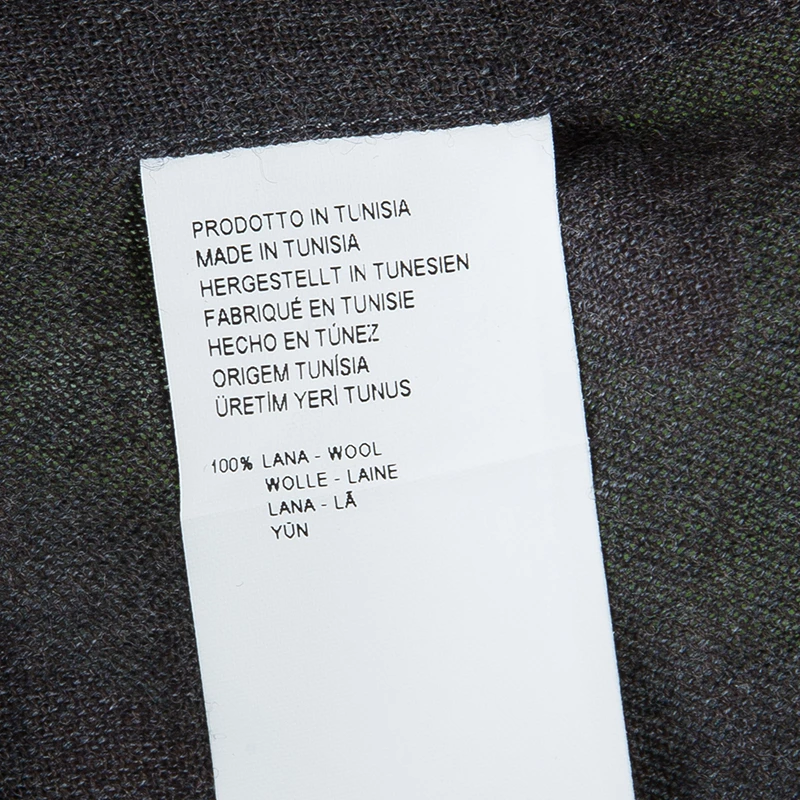 PRODOTTO IN TUNISIA
MADE IN TUNISIA
HERGESTELLT IN TUNESIEN
FABRIQUÉ EN TUNISIE
HECHO EN TÚNEZ
ORIGEM TUNÍSIA
ÜRETİM YERİ TUNUS
100% LANA - WOOL
WOLLE - LAINE
LANA - LÃ
YÜN